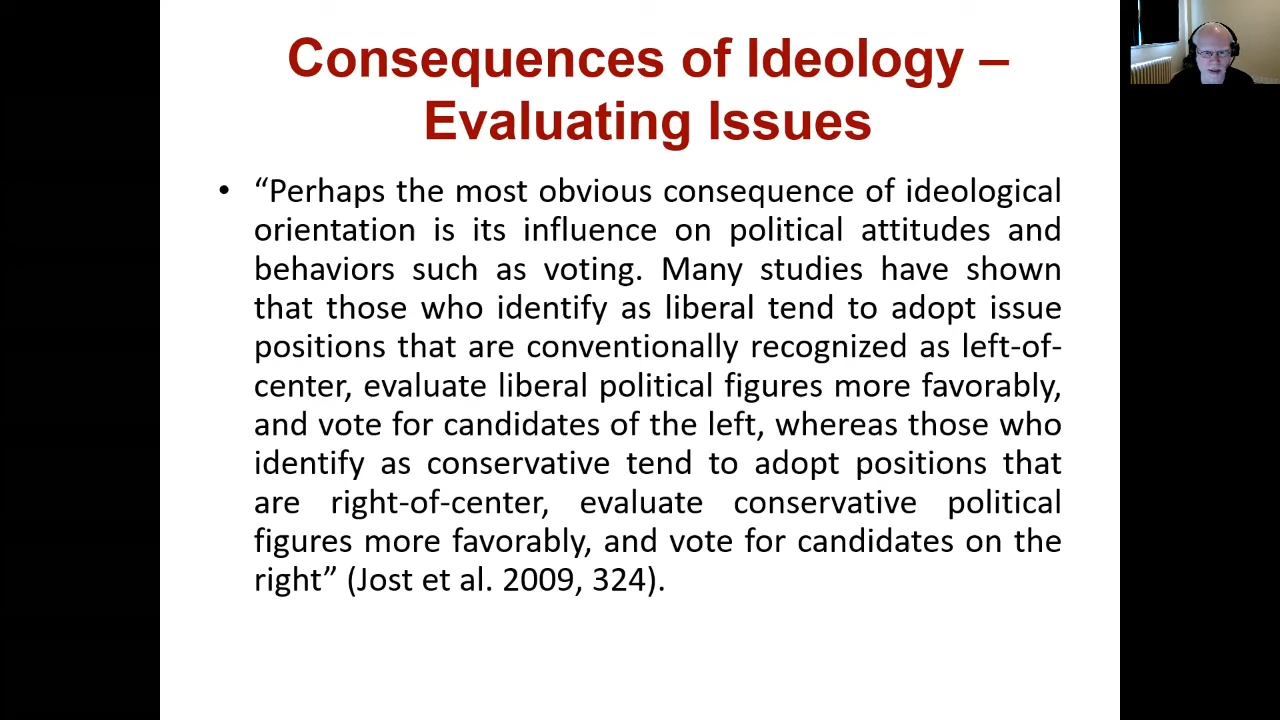 Consequences of Ideology –
Evaluating Issues
• “Perhaps the most obvious consequence of ideological
orientation is its influence on political attitudes and
behaviors such as voting. Many studies have shown
that those who identify as liberal tend to adopt issue
positions that are conventionally recognized as left-of-
center, evaluate liberal political figures more favorably,
and vote for candidates of the left, whereas those who
identify as conservative tend to adopt positions that
are right-of-center, evaluate conservative political
figures more favorably, and vote for candidates on the
right” (Jost et al. 2009, 324).